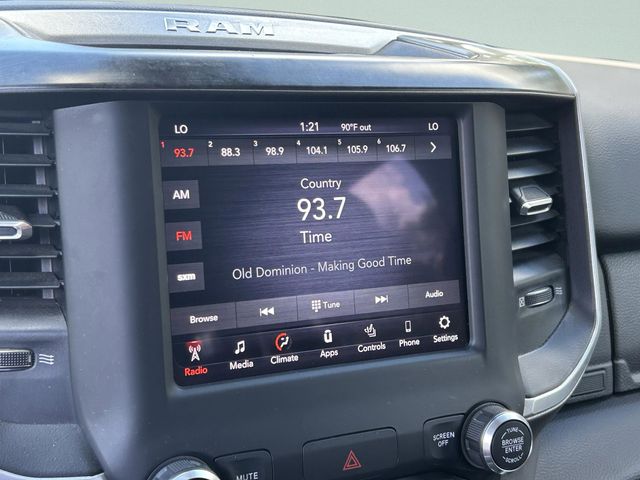 RAM
LO 1:21 90°F out LO
1 93.7 2 88.3 3 98.9 4 104.1 5 105.9 6 106.7
AM
FM
sxm
Country
93.7
Time
Old Dominion - Making Good Time
Browse Tune Audio
Radio Media Climate Apps Controls Phone Settings
MUTE
SCREEN
OFF
TUNE
BROWSE
ENTER
SCROLL